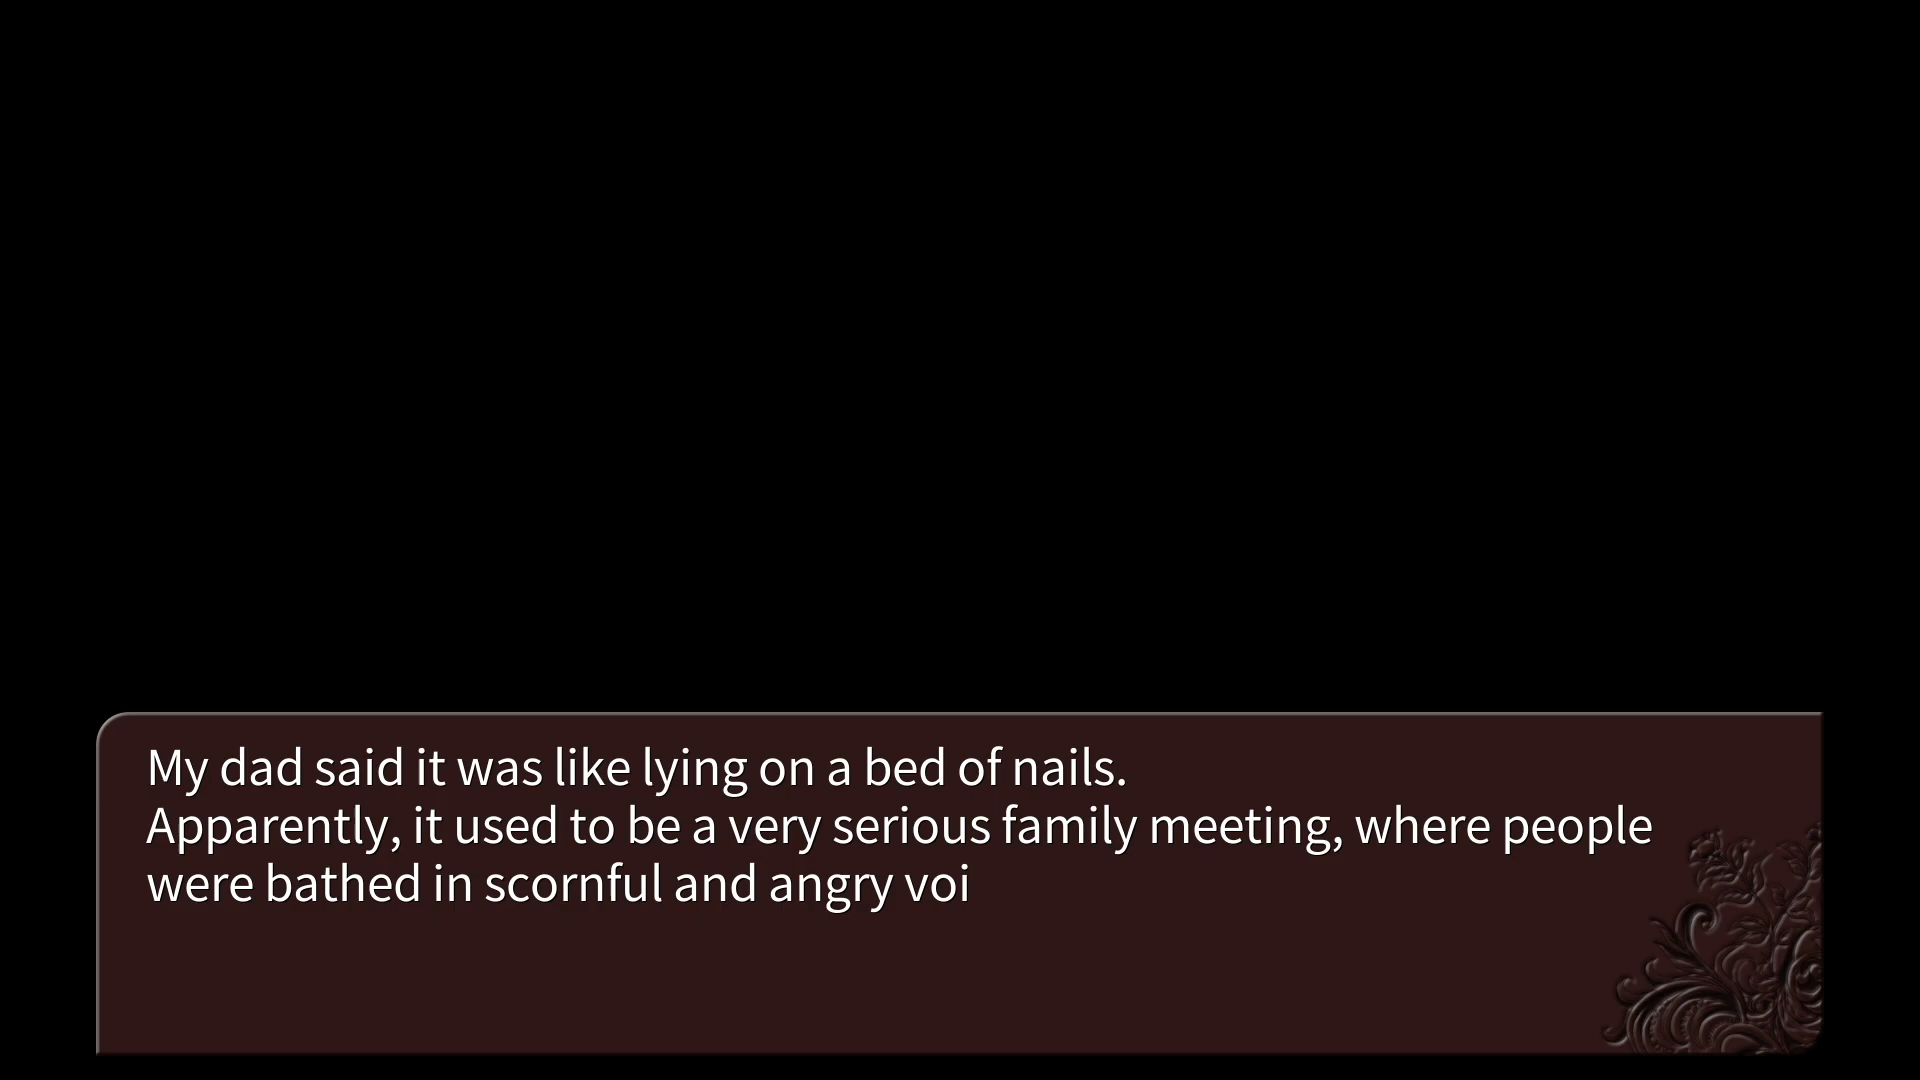 My dad said it was like lying on a bed of nails.
Apparently, it used to be a very serious family meeting, where people
were bathed in scornful and angry voi